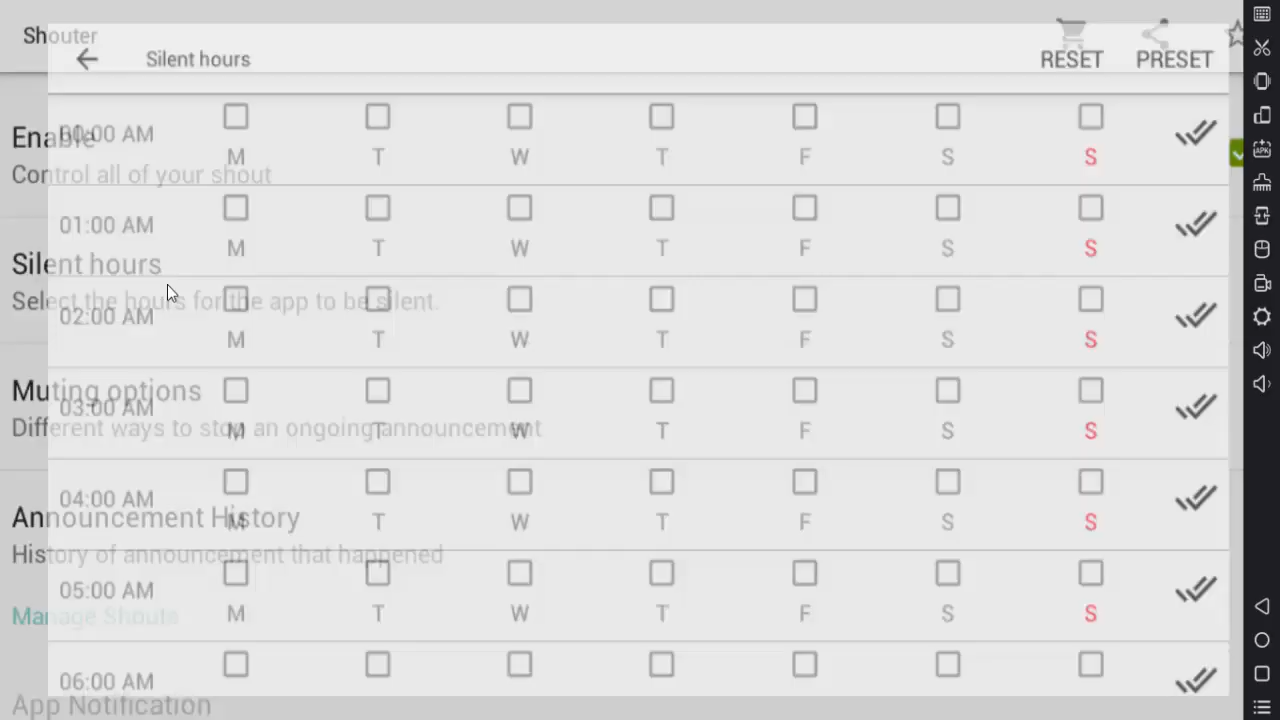 Shouter
Silent hours
RESET PRESET
00:00 AM
M T W T F S S
Enable
Control all of your shout
01:00 AM
M T W T F S S
Silent hours
Select the hours for the app to be silent.
02:00 AM
M T W T F S S
Muting options
03:00 AM
M T W T F S S
Different ways to stop an ongoing announcement
04:00 AM
M T W T F S S
Announcement History
History of announcement that happened
05:00 AM
M T W T F S S
Manage Shouts
06:00 AM
App Notification
APK